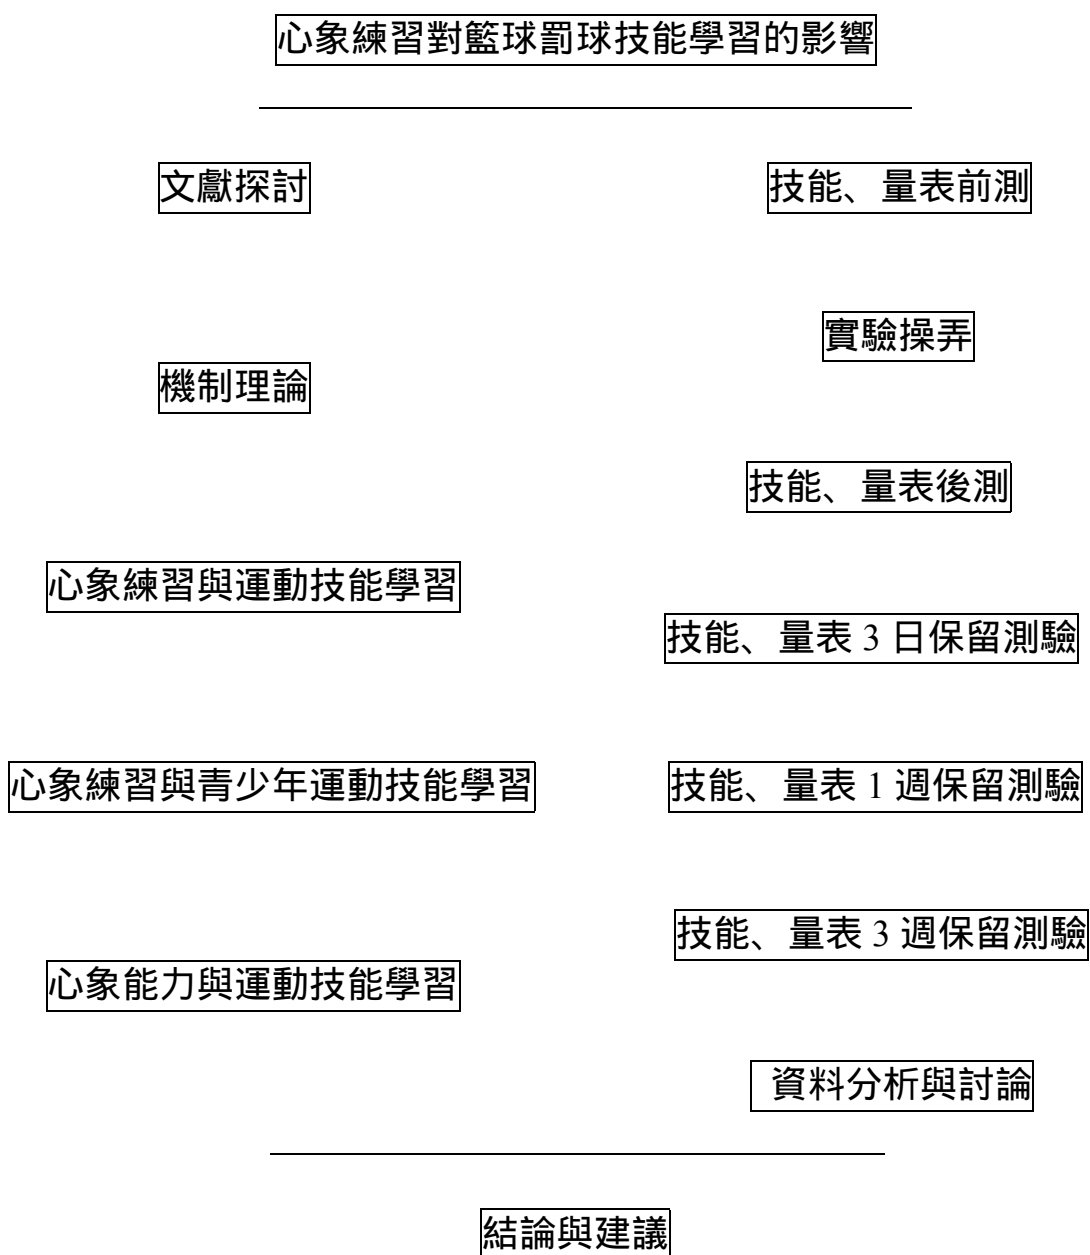 心象練習對籃球罰球技能學習的影響
文獻探討
機制理論
心象練習與運動技能學習
心象練習與青少年運動技能學習
心象能力與運動技能學習
技能、量表前測
實驗操弄
技能、量表後測
技能、量表 3 日保留測驗
技能、量表 1 週保留測驗
技能、量表 3 週保留測驗
資料分析與討論
結論與建議